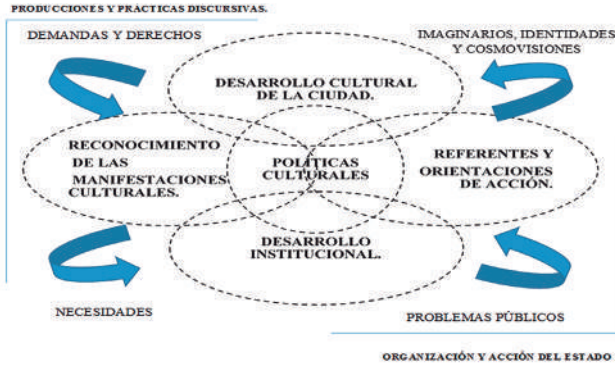 PRODUCCIONES Y PRÁCTICAS DISCURSIVAS.
DEMANDAS Y DERECHOS
IMAGINARIOS, IDENTIDADES
Y COSMOVISIONES
DESARROLLO CULTURAL
DE LA CIUDAD.
RECONOCIMIENTO
DE LAS
MANIFESTACIONES
CULTURALES.
POLÍTICAS
CULTURALES
REFERENTES Y
ORIENTACIONES
DE ACCIÓN.
DESARROLLO
INSTITUCIONAL.
NECESIDADES
PROBLEMAS PÚBLICOS
ORGANIZACIÓN Y ACCIÓN DEL ESTADO